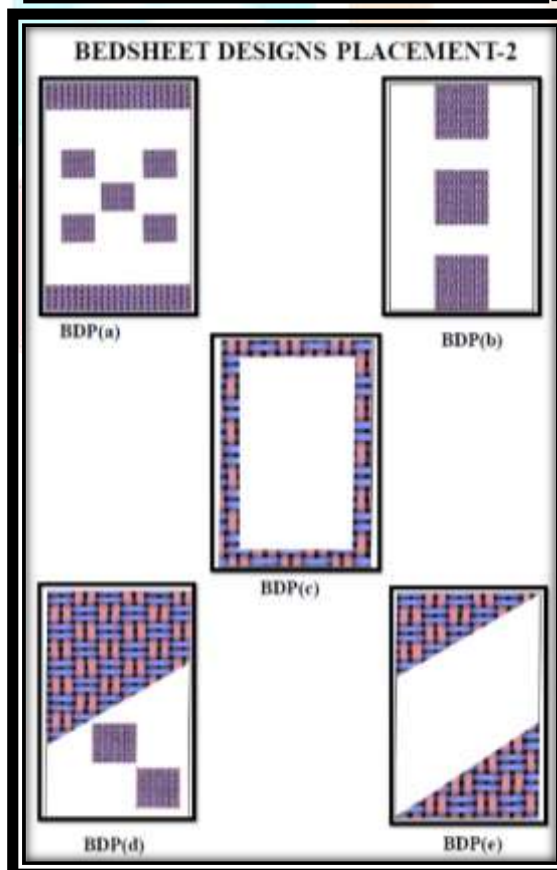 BEDSHEET DESIGNS PLACEMENT-2
BDP(a)
BDP(b)
BDP(c)
BDP(d)
BDP(e)